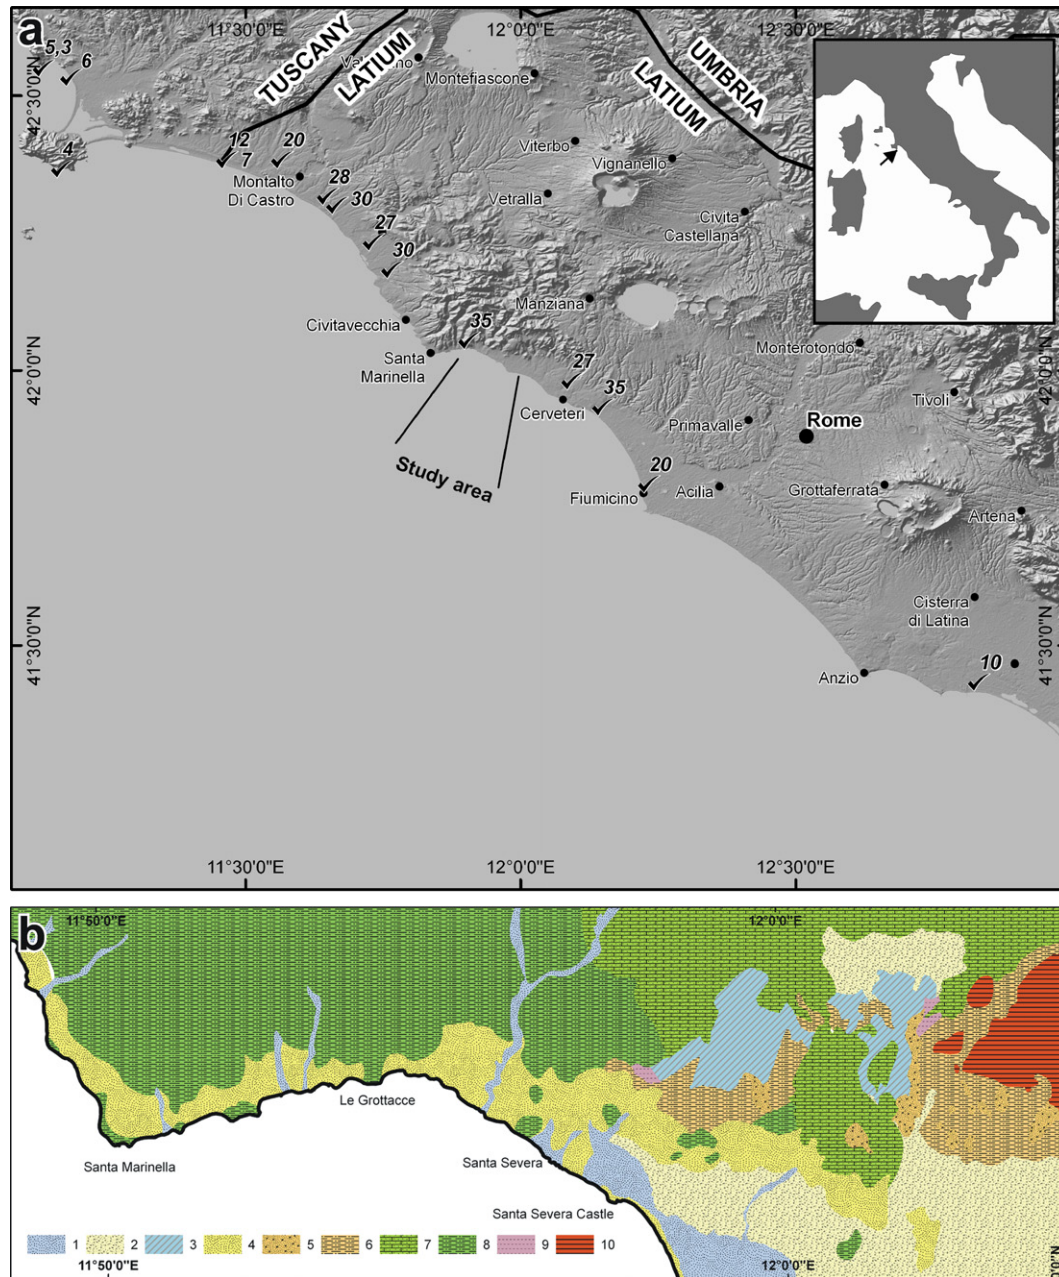 a
11°30'0"E
12°0'0"E
12°30'0"E
5,3
6
TUSCANY
LATIUM
Montefiascone
UMBRIA
LATIUM
42°30'0"N
4
12
7
20
Montalto
Di Castro
28
30
27
30
Viterbo
Vignanello
Vetralla
Civita
Castellana
Manziana
Civitavecchia
35
Santa
Marinella
Monterotondo
42°0'0"N
42°0'0"N
27
35
Cerveteri
Tivoli
Primavalle
Rome
Study area
20
Fiumicino
Acilia
Grottaferrata
Artena
Cisterra
di Latina
41°30'0"N
41°30'0"N
10
Anzio
11°30'0"E
12°0'0"E
12°30'0"E
b
11°50'0"E
12°0'0"E
Le Grottacce
Santa Marinella
Santa Severa
Santa Severa Castle
1 2 3 4 5 6 7 8 9 10
11°50'0"E
12°0'0"E